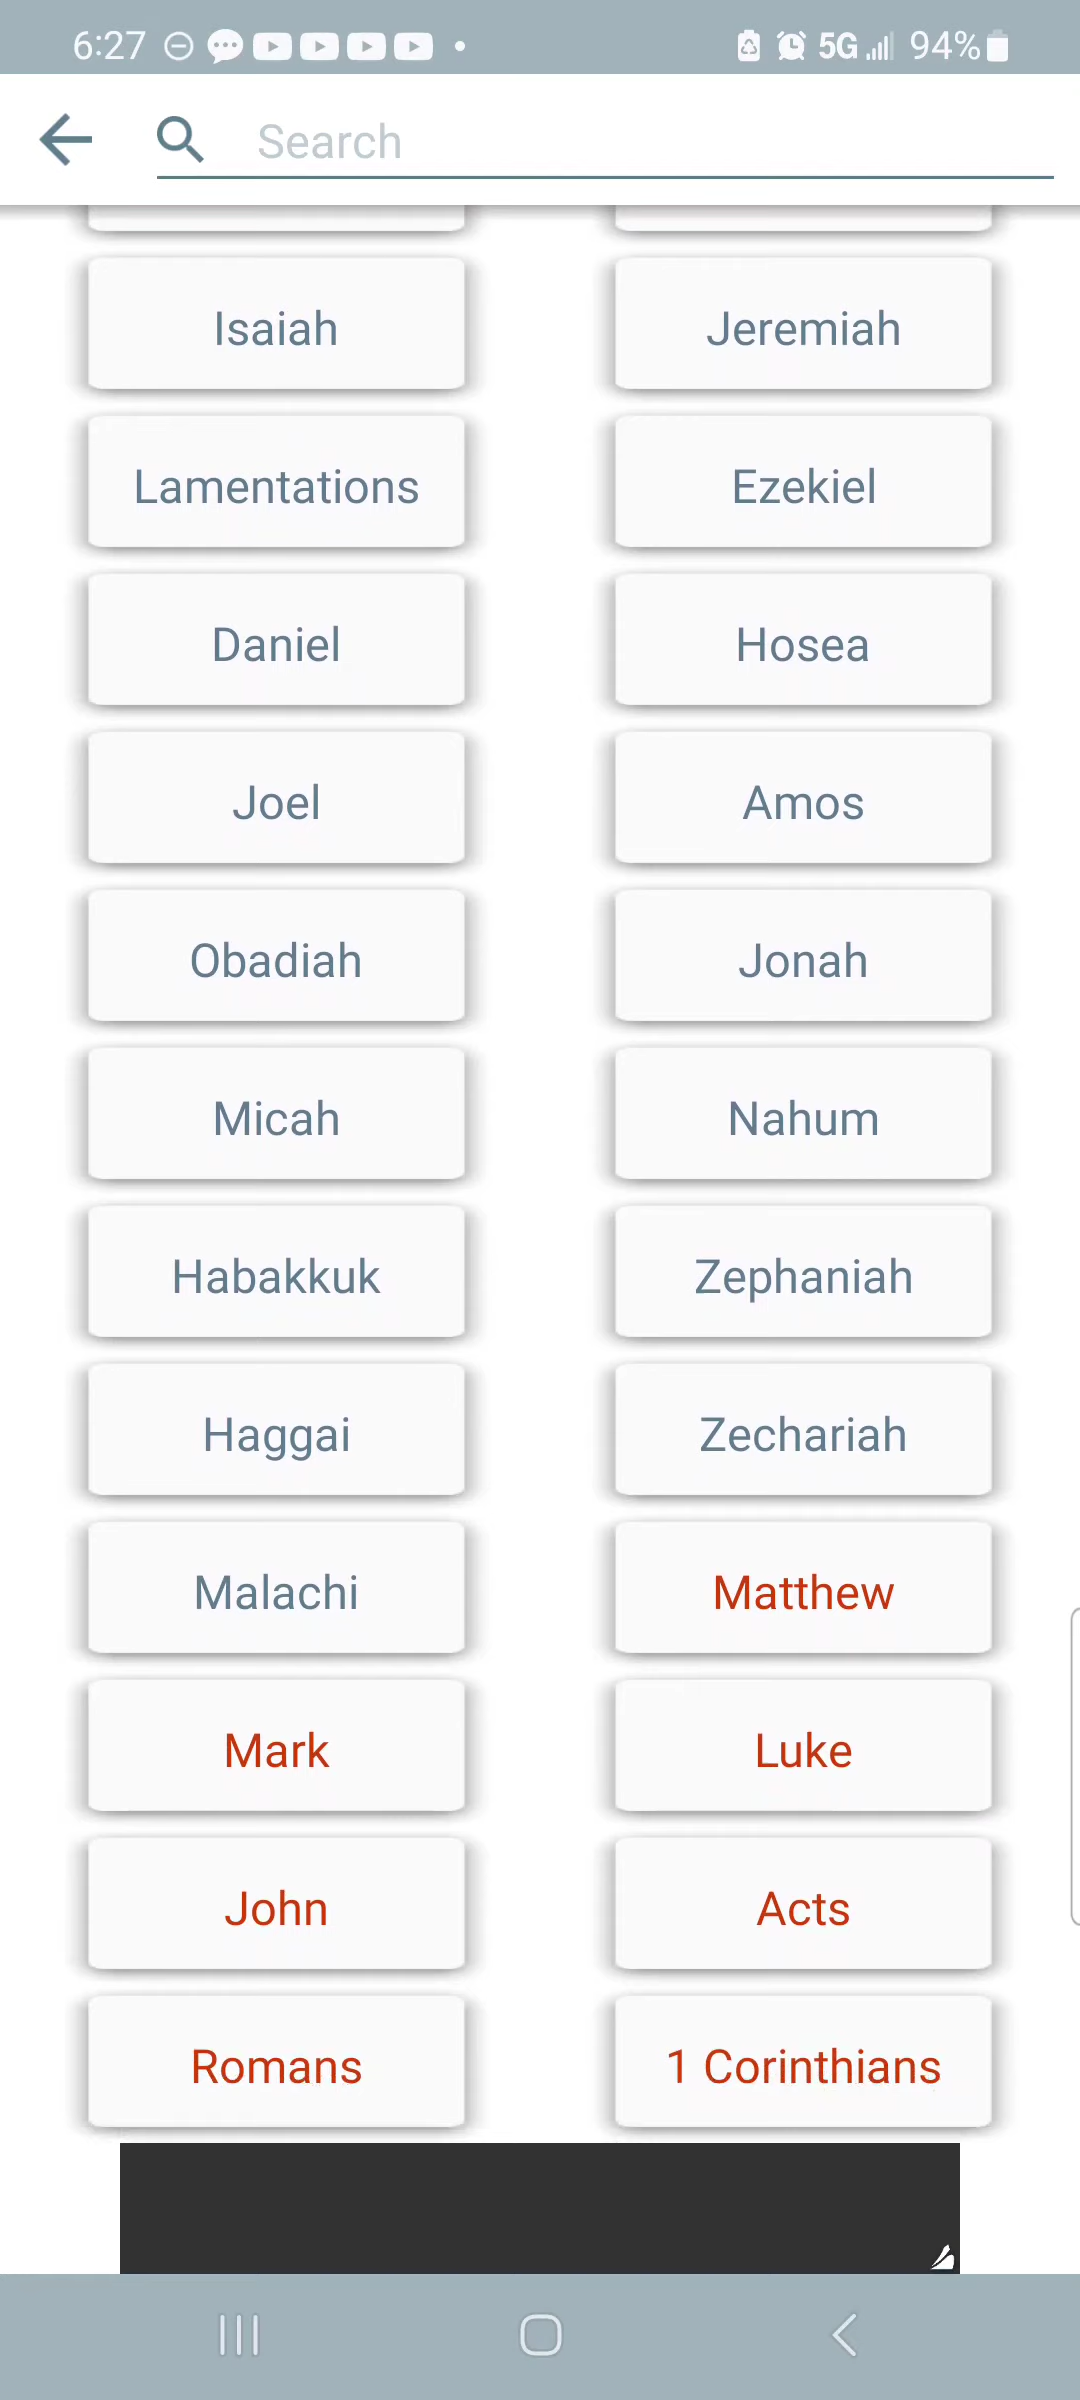 6:27 5G 94%
Search
Isaiah Jeremiah
Lamentations Ezekiel
Daniel Hosea
Joel Amos
Obadiah Jonah
Micah Nahum
Habakkuk Zephaniah
Haggai Zechariah
Malachi Matthew
Mark Luke
John Acts
Romans 1 Corinthians